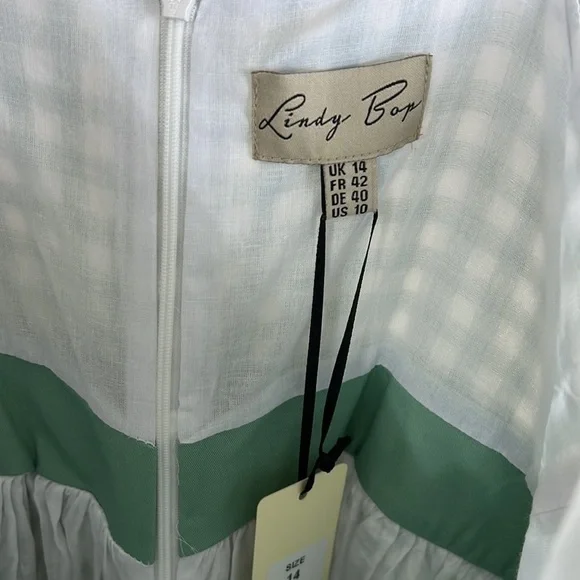 Lindy Bop
UK 14
FR 42
DE 40
US 10
SIZE
14